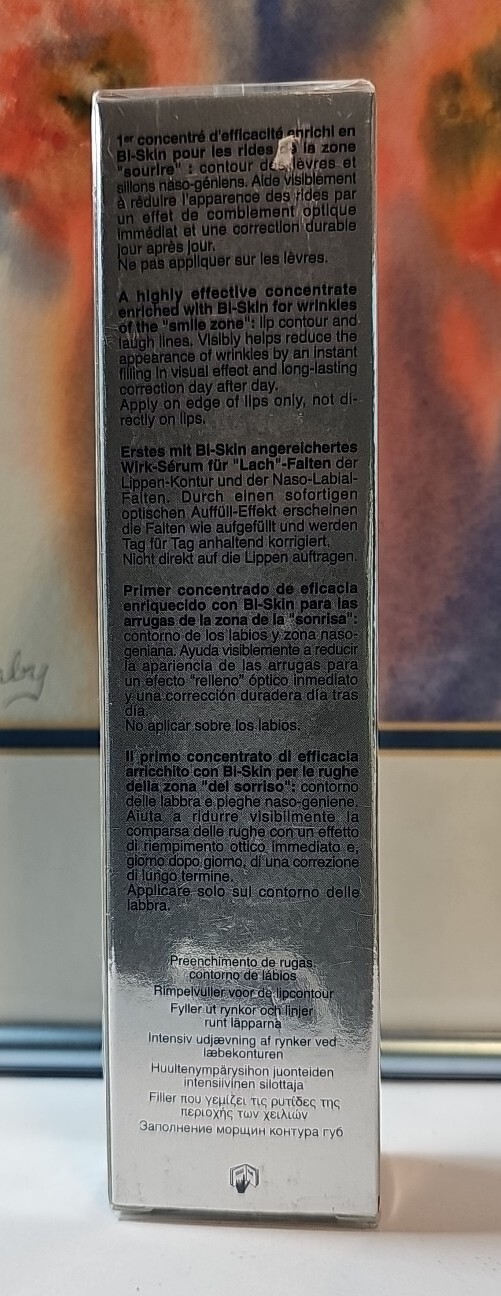 1er concentré d'efficacité enrichi en
Bi-Skin pour les rides de la zone
"sourire" : contour des lèvres et
sillons naso-géniens. Aide visiblement
à réduire l'apparence des rides par
un effet de comblement optique
immédiat et une correction durable
jour après jour.
Ne pas appliquer sur les lèvres.
A highly effective concentrate
enriched with Bi-Skin for wrinkles
of the "smile zone": lip contour and
laugh lines. Visibly helps reduce the
appearance of wrinkles by an instant
filling in visual effect and long-lasting
correction day after day.
Apply on edge of lips only, not di-
rectly on lips.
Erstes mit Bi-Skin angereichertes
Wirk-Sérum für "Lach"-Falten der
Lippen-Kontur und der Naso-Labial-
Falten. Durch einen sofortigen
optischen Auffüll-Effekt erscheinen
die Falten wie aufgefüllt und werden
Tag für Tag anhaltend korrigiert.
Nicht direkt auf die Lippen auftragen.
Primer concentrado de eficacia
enriquecido con Bi-Skin para las
arrugas de la zona de la "sonrisa":
contorno de los labios y zona naso-
geniana. Ayuda visiblemente a reducir
la apariencia de las arrugas para
un efecto "relleno" óptico inmediato
y una corrección duradera día tras
día.
No aplicar sobre los labios.
Il primo concentrato di efficacia
arricchito con Bi-Skin per le rughe
della zona "del sorriso": contorno
delle labbra e pieghe naso-geniene.
Aiuta a ridurre visibilmente la
comparsa delle rughe con un effetto
di riempimento ottico immediato e,
giorno dopo giorno, di una correzione
di lungo termine.
Applicare solo sul contorno delle
labbra.
Preenchimento de rugas,
contorno de lábios
Rimpelvuller voor de lipcontour
Fyller ut rynkor och linjer
runt läpparna
Intensiv udjævning af rynker ved
læbekonturen
Huultenympärysihon juonteiden
intensiivinen silottaja
Filler που γεμίζει τις ρυτίδες της
περιοχής των χειλιών
Заполнение морщин контура губ